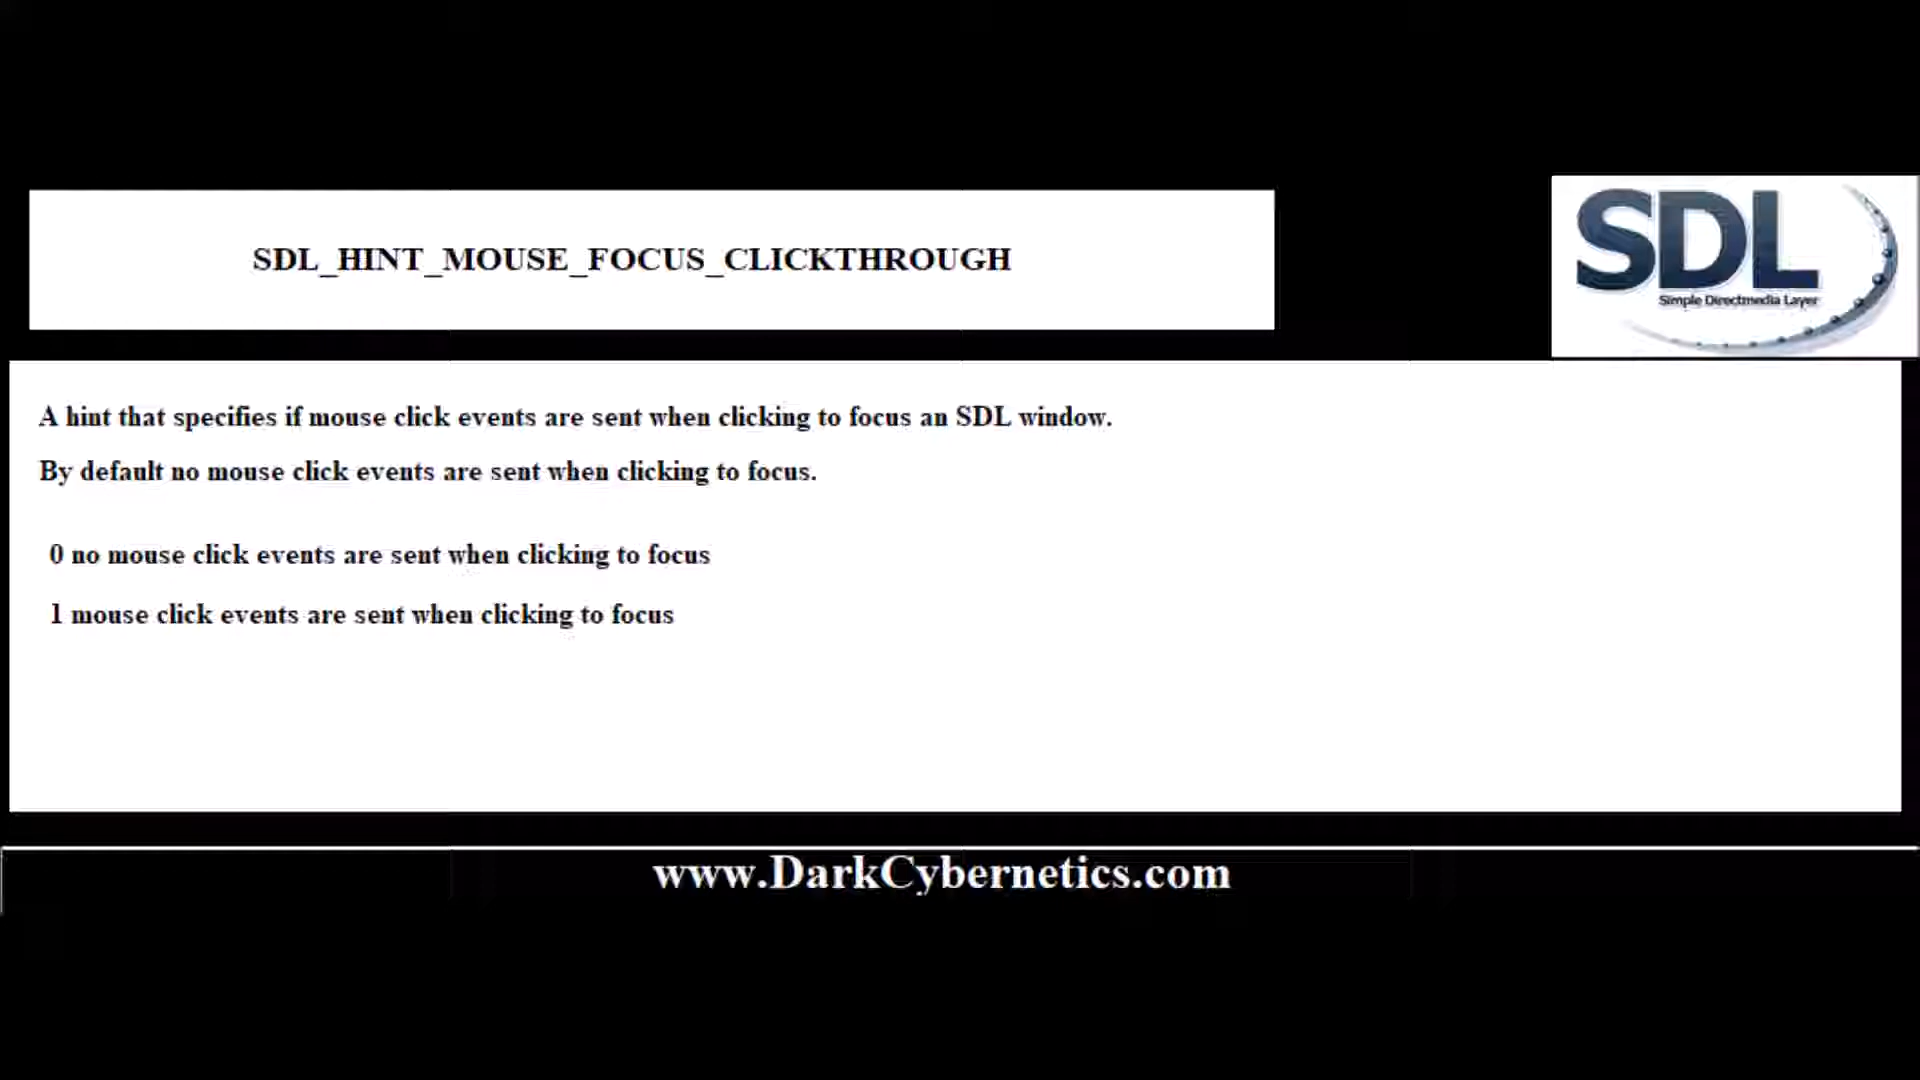 SDL_HINT_MOUSE_FOCUS_CLICKTHROUGH
SDL
Simple Directmedia Layer
A hint that specifies if mouse click events are sent when clicking to focus an SDL window.
By default no mouse click events are sent when clicking to focus.
0 no mouse click events are sent when clicking to focus
1 mouse click events are sent when clicking to focus
www.DarkCybernetics.com